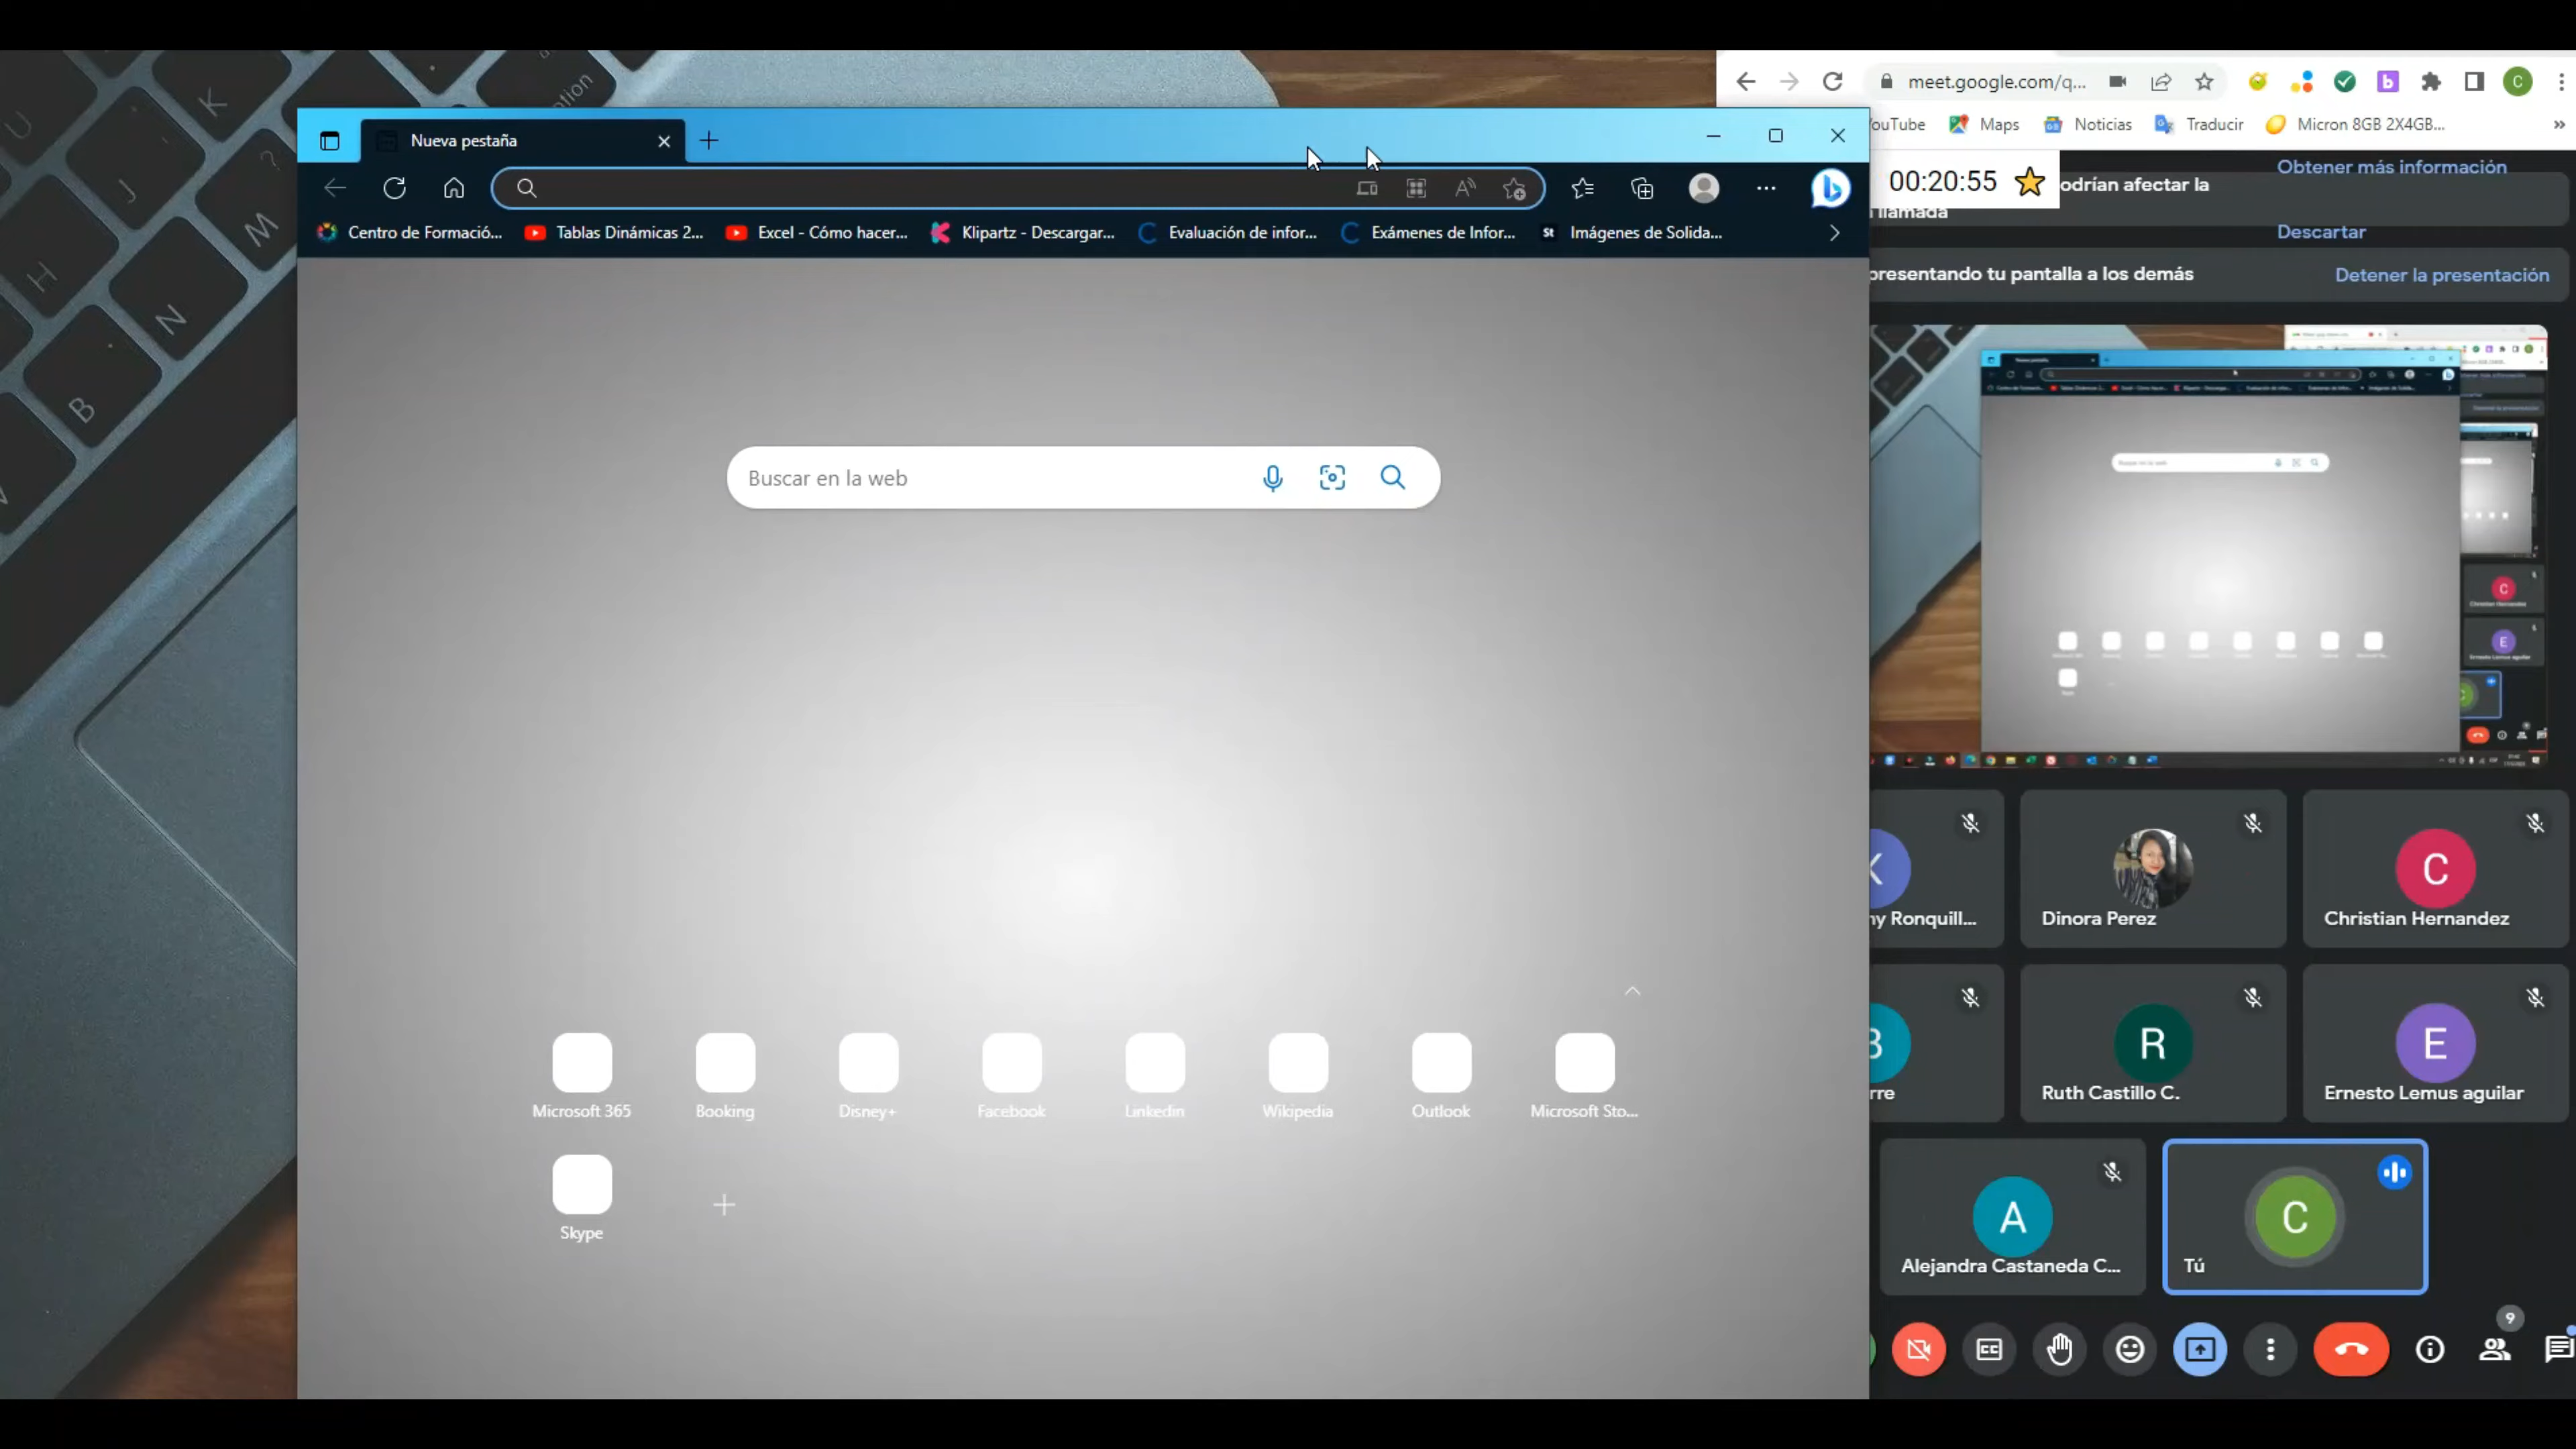 Nueva pestaña
Centro de Formació...
Tablas Dinámicas 2...
Excel - Cómo hacer...
Klipartz - Descargar...
Evaluación de infor...
Exámenes de Infor...
Imágenes de Solida...
Buscar en la web
Microsoft 365
Booking
Disney+
Facebook
Linkedin
Wikipedia
Outlook
Microsoft Sto...
Skype
meet.google.com/q...
YouTube
Maps
Noticias
Traducir
Micron 8GB 2X4GB...
00:20:55
Obtener más información
odrían afectar la
llamada
Descartar
presentando tu pantalla a los demás
Detener la presentación
ny Ronquill...
Dinora Perez
C
Christian Hernandez
rre
R
Ruth Castillo C.
E
Ernesto Lemus aguilar
A
Alejandra Castaneda C...
C
Tú
9